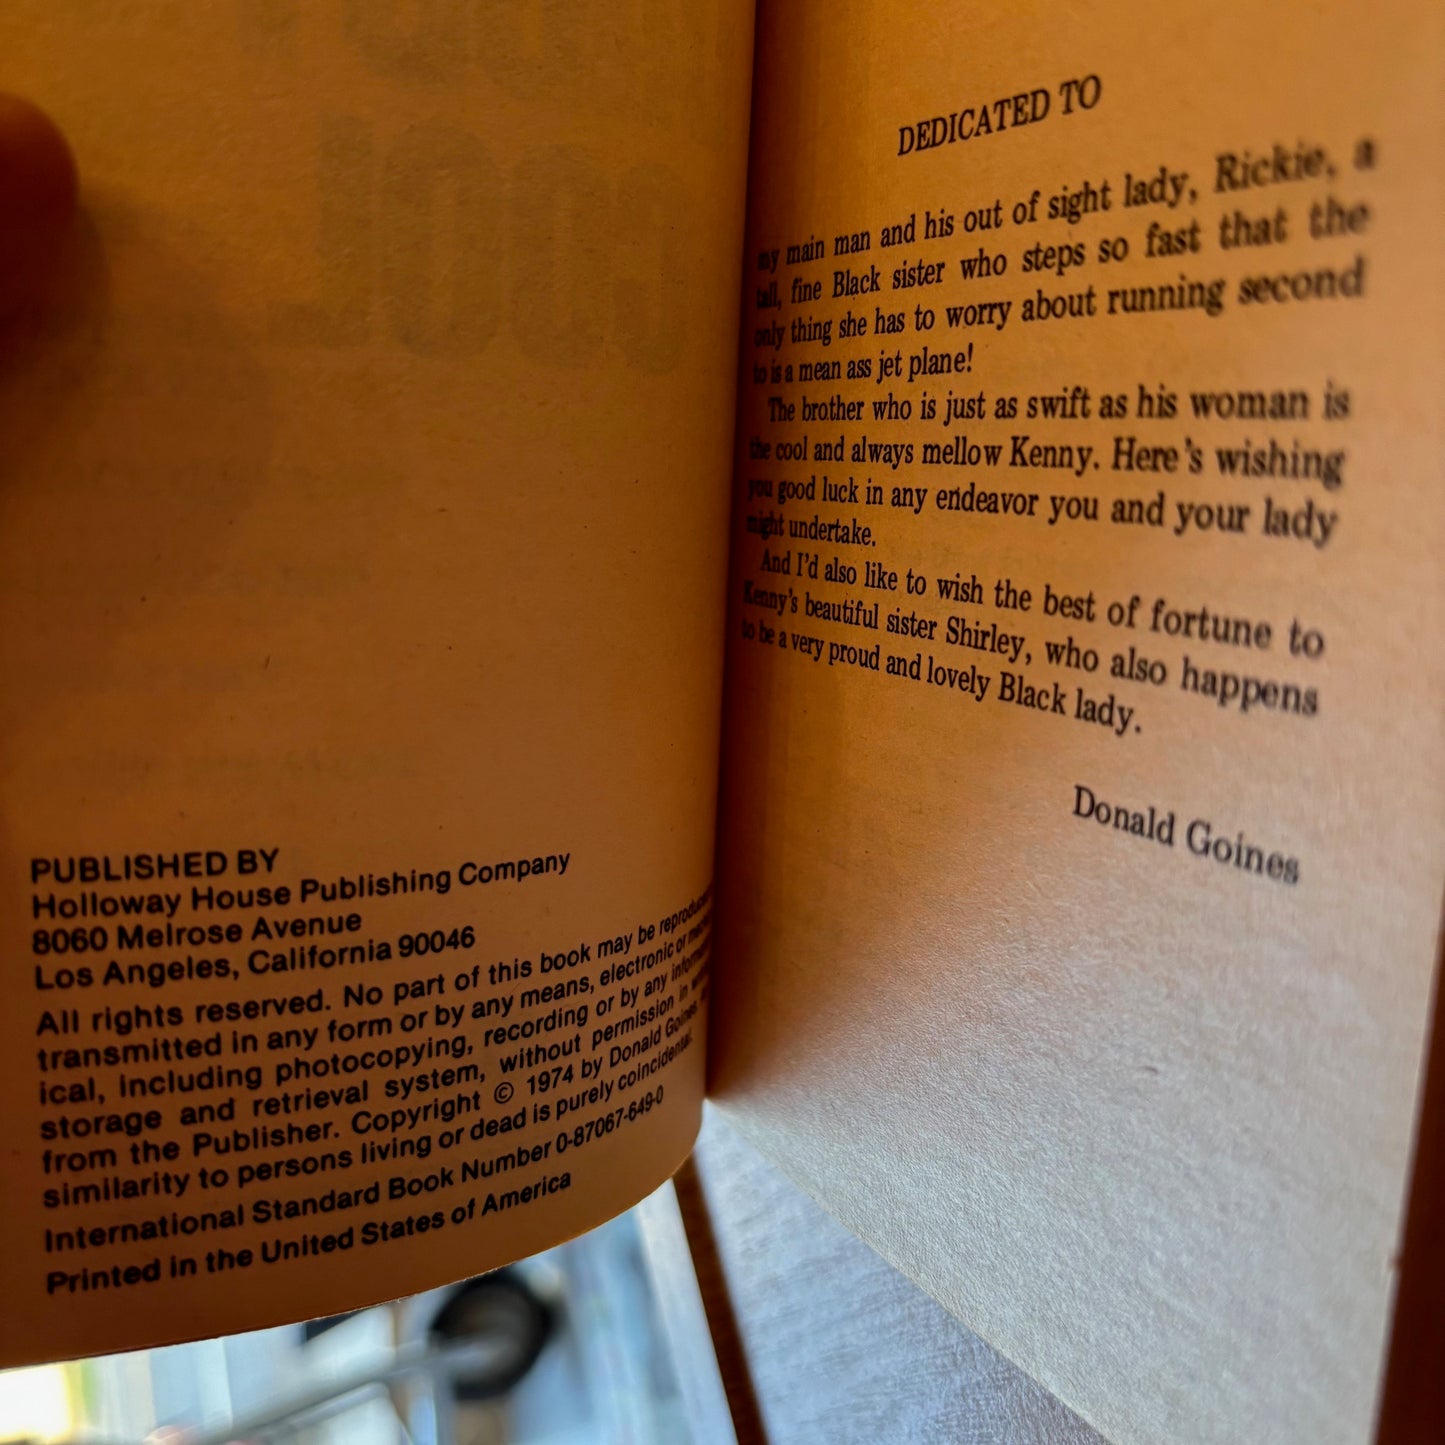 PUBLISHED BY
Holloway House Publishing Company
8060 Melrose Avenue
Los Angeles, California 90046
All rights reserved. No part of this book may be reproduced
transmitted in any form or by any means, electronic or
ical, including photocopying, recording or by any
storage and retrieval system, without permission in
from the Publisher. Copyright © 1974 by Donald Goines
similarity to persons living or dead is purely coincidental.
International Standard Book Number 0-87067-649-0
Printed in the United States of America
DEDICATED TO
my main man and his out of sight lady, Rickie, a
tall, fine Black sister who steps so fast that the
only thing she has to worry about running second
to is a mean ass jet plane!
The brother who is just as swift as his woman is
the cool and always mellow Kenny. Here's wishing
you good luck in any endeavor you and your lady
might undertake.
And I'd also like to wish the best of fortune to
Kenny's beautiful sister Shirley, who also happens
to be a very proud and lovely Black lady.
Donald Goines